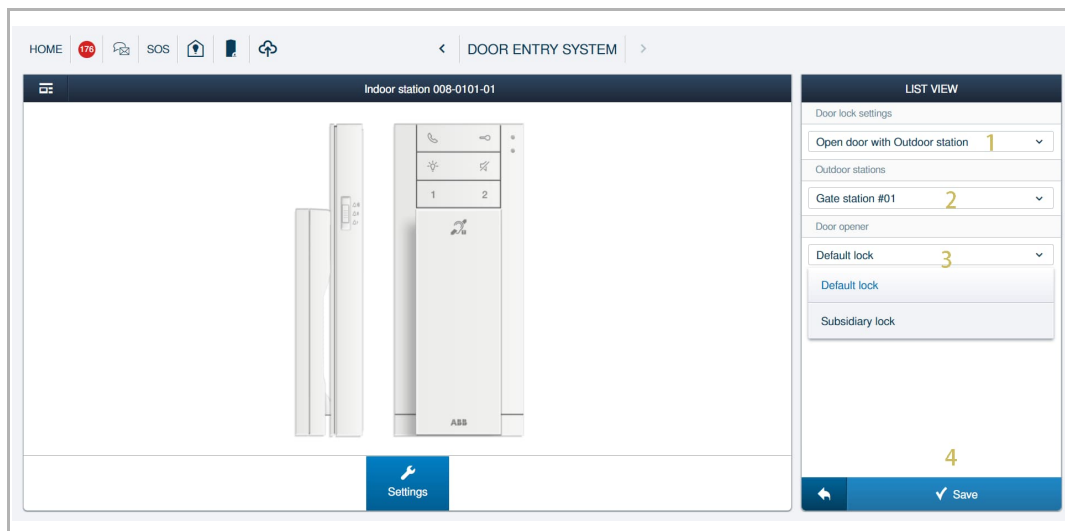 HOME 176 SOS DOOR ENTRY SYSTEM
Indoor station 008-0101-01
1 2
ABB
Settings
LIST VIEW
Door lock settings
Open door with Outdoor station 1
Outdoor stations
Gate station #01 2
Door opener
Default lock 3
Default lock
Subsidiary lock
4
Save